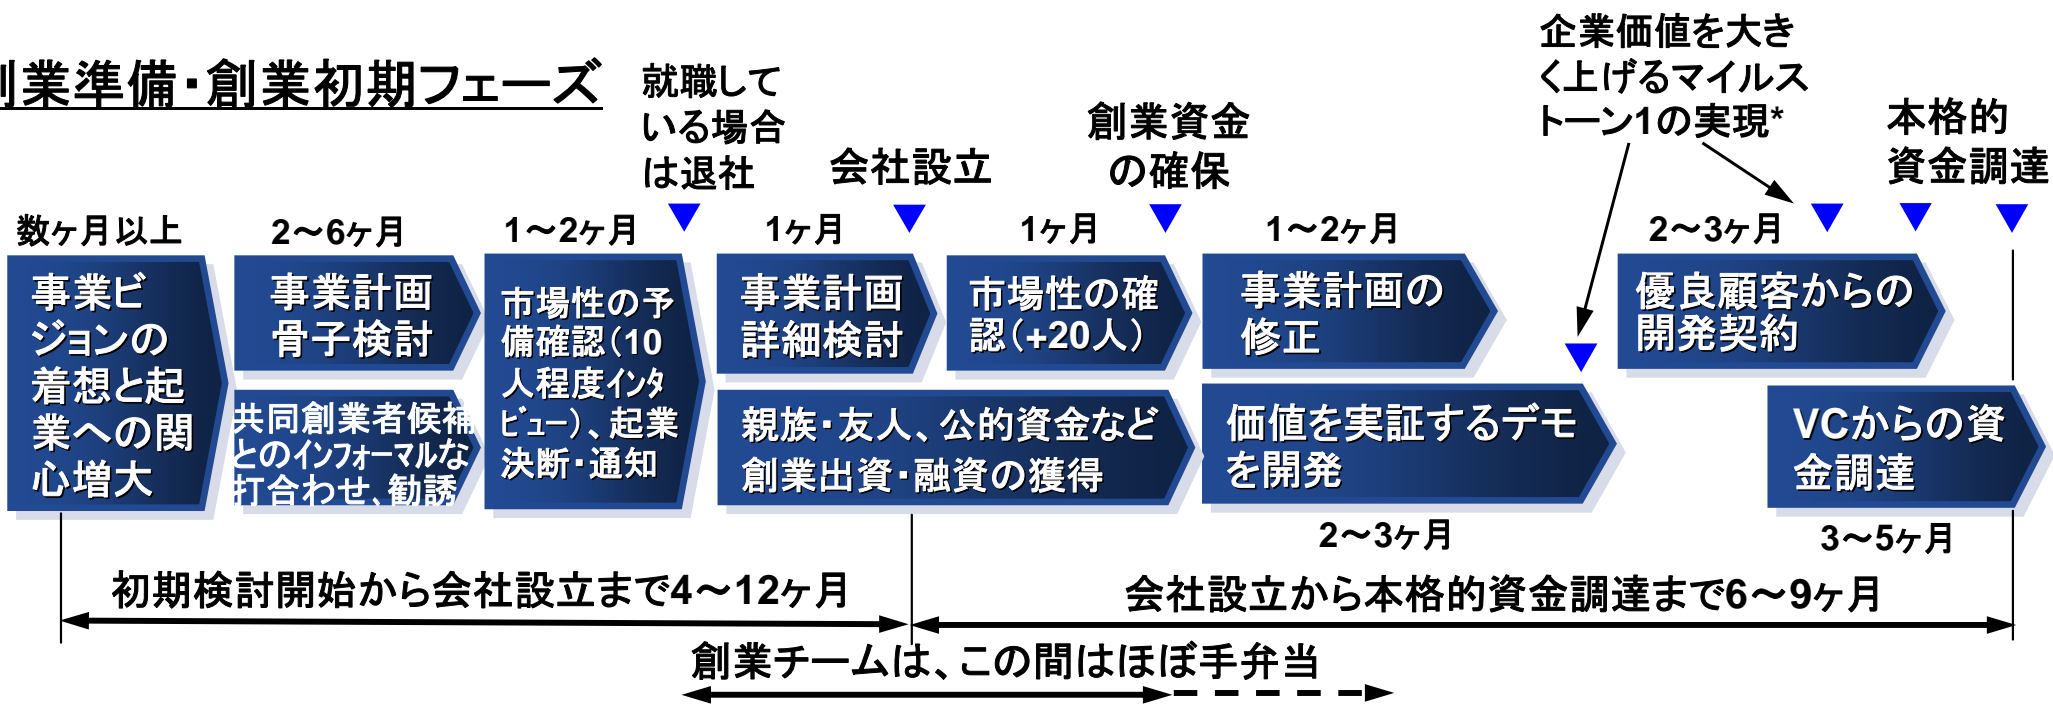 創業準備・創業初期フェーズ
就職して
いる場合
は退社
会社設立
創業資金
の確保
企業価値を大き
く上げるマイルス
トーン1の実現*
本格的
資金調達
数ヶ月以上
2～6ヶ月
1～2ヶ月
1ヶ月
1ヶ月
1～2ヶ月
2～3ヶ月
事業ビ
ジョンの
着想と起
業への関
心増大
事業計画
骨子検討
共同創業者候補
とのインフォーマルな
打合わせ、勧誘
市場性の予
備確認（10
人程度インタ
ビュー）、起業
決断・通知
事業計画
詳細検討
市場性の確
認（+20人）
親族・友人、公的資金など
創業出資・融資の獲得
事業計画の
修正
価値を実証するデモ
を開発
2～3ヶ月
優良顧客からの
開発契約
VCからの資
金調達
3～5ヶ月
初期検討開始から会社設立まで4～12ヶ月
会社設立から本格的資金調達まで6～9ヶ月
創業チームは、この間はほぼ手弁当